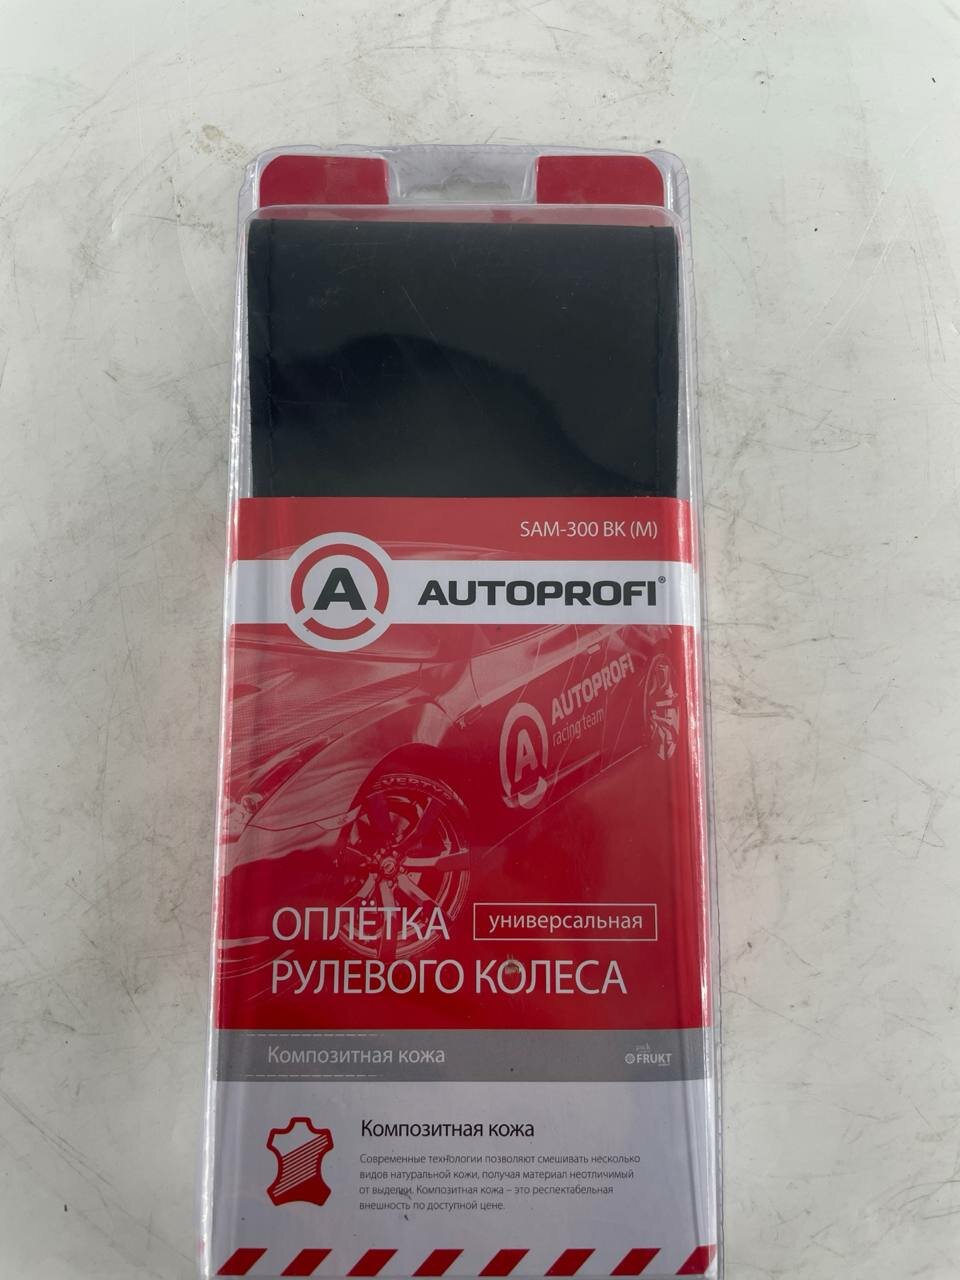 SAM-300 BK (M)
A AUTOPROFI®
AUTOPROFI
A racing team
ОПЛЁТКА универсальная
РУЛЕВОГО КОЛЕСА
Композитная кожа
pack
FRUKT
Композитная кожа
Современные технологии позволяют смешивать несколько
видов натуральной кожи, получая материал неотличимый
от выделки. Композитная кожа – это респектабельная
внешность по доступной цене.